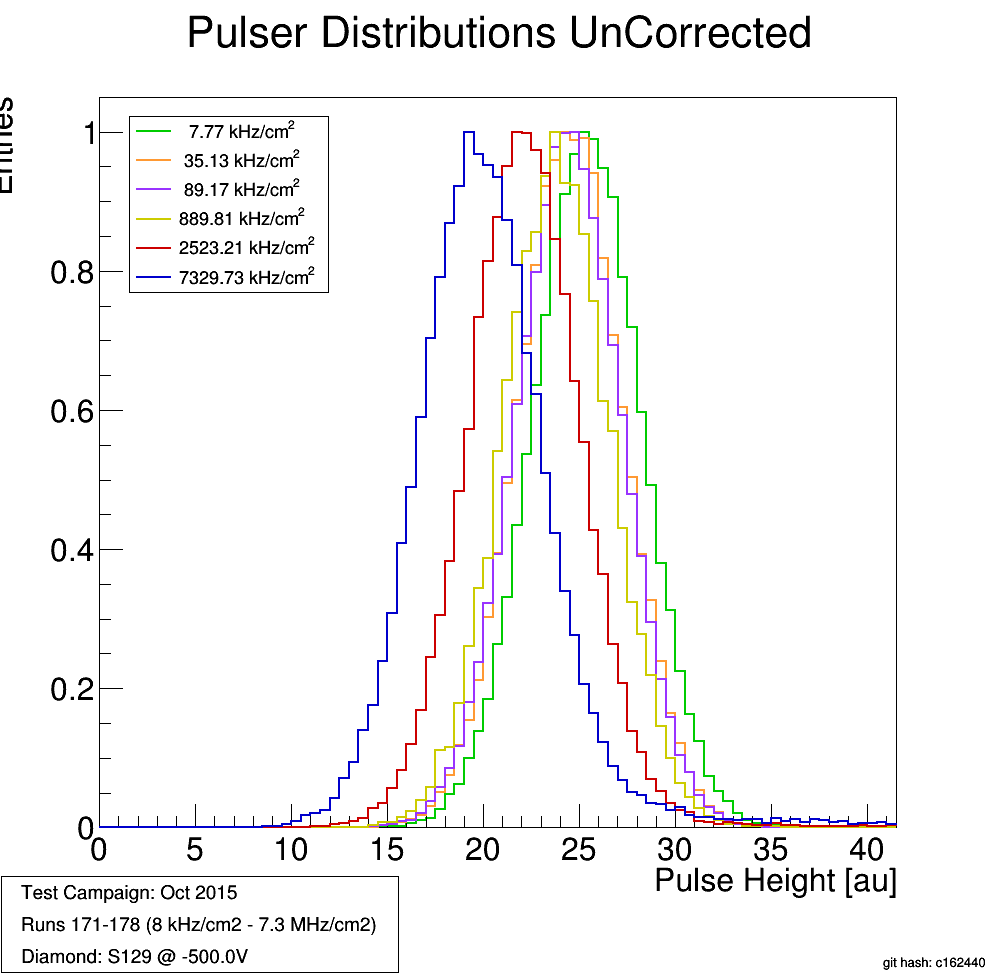 Pulser Distributions UnCorrected
Entries
1
0.8
0.6
0.4
0.2
0
7.77 kHz/cm²
35.13 kHz/cm²
89.17 kHz/cm²
889.81 kHz/cm²
2523.21 kHz/cm²
7329.73 kHz/cm²
0 5 10 15 20 25 30 35 40
Pulse Height [au]
Test Campaign: Oct 2015
Runs 171-178 (8 kHz/cm2 - 7.3 MHz/cm2)
Diamond: S129 @ -500.0V
git hash: c162440